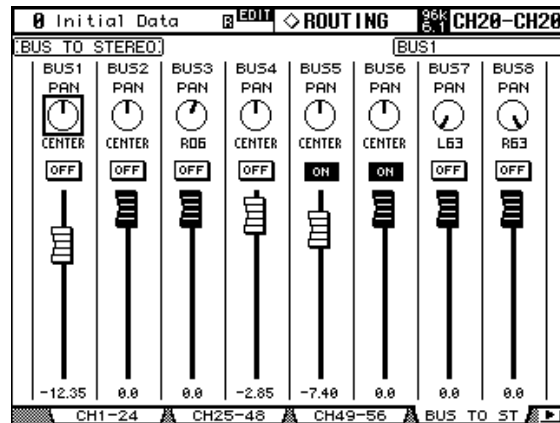 0 Initial Data R EDIT ◇ROUTING 96k 6.1 CH20-CH20
BUS TO STEREO BUS1
BUS1 BUS2 BUS3 BUS4 BUS5 BUS6 BUS7 BUS8
PAN PAN PAN PAN PAN PAN PAN PAN
CENTER CENTER R06 CENTER CENTER CENTER L63 R63
OFF OFF OFF OFF ON ON OFF OFF
-12.35 0.0 0.0 -2.85 -7.40 0.0 0.0 0.0
CH1-24 CH25-48 CH49-56 BUS TO ST